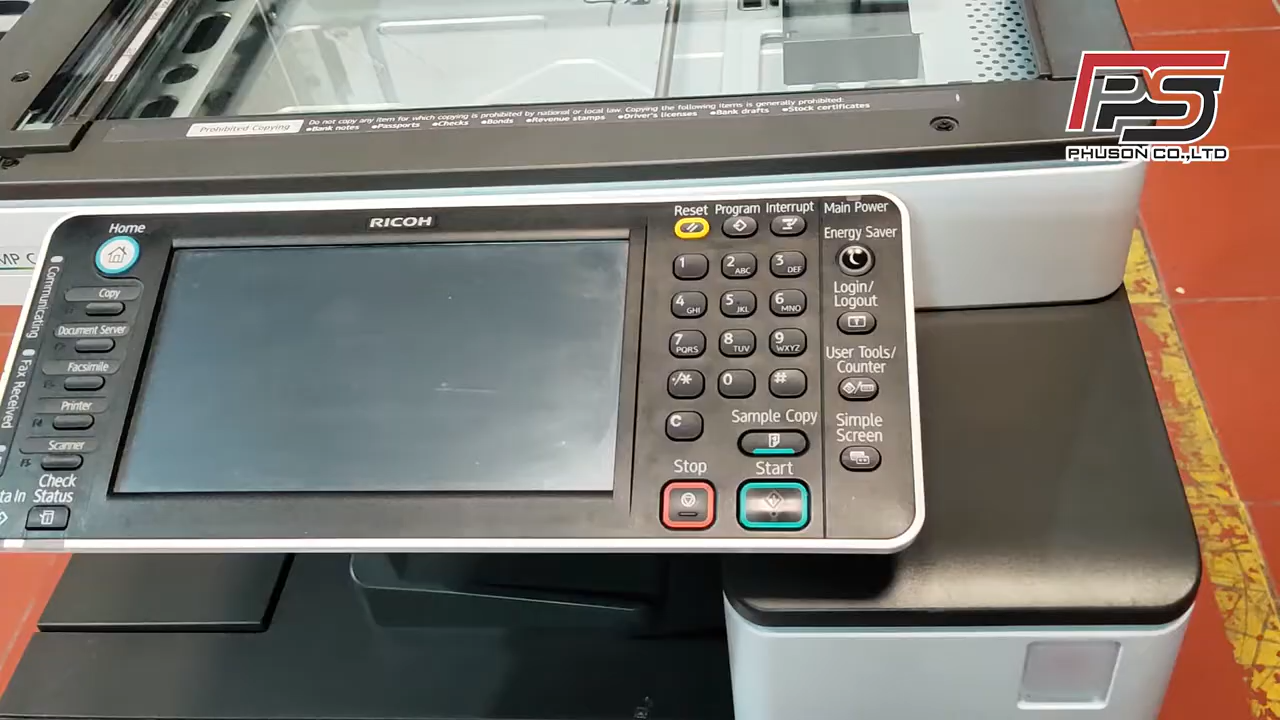 Prohibited Copying
Do not copy any item for which copying is prohibited by national or local law. Copying the following items is generally prohibited:
●Bank notes ●Passports ●Checks ●Bonds ●Revenue stamps ●Driver's licenses ●Bank drafts ●Stock certificates
PS
PHUSON CO.,LTD
RICOH
Home
Reset
Program
Interrupt
Main Power
Energy Saver
1
2 ABC
3 DEF
Login/
Logout
4 GHI
5 JKL
6 MNO
7 PQRS
8 TUV
9 WXYZ
User Tools/
Counter
*/✳
0
#
C
Sample Copy
Simple
Screen
Stop
Start
MP C
Communicating
Fax Received
Copy
Document Server
Facsimile
Printer
Scanner
Check
Status
ta In